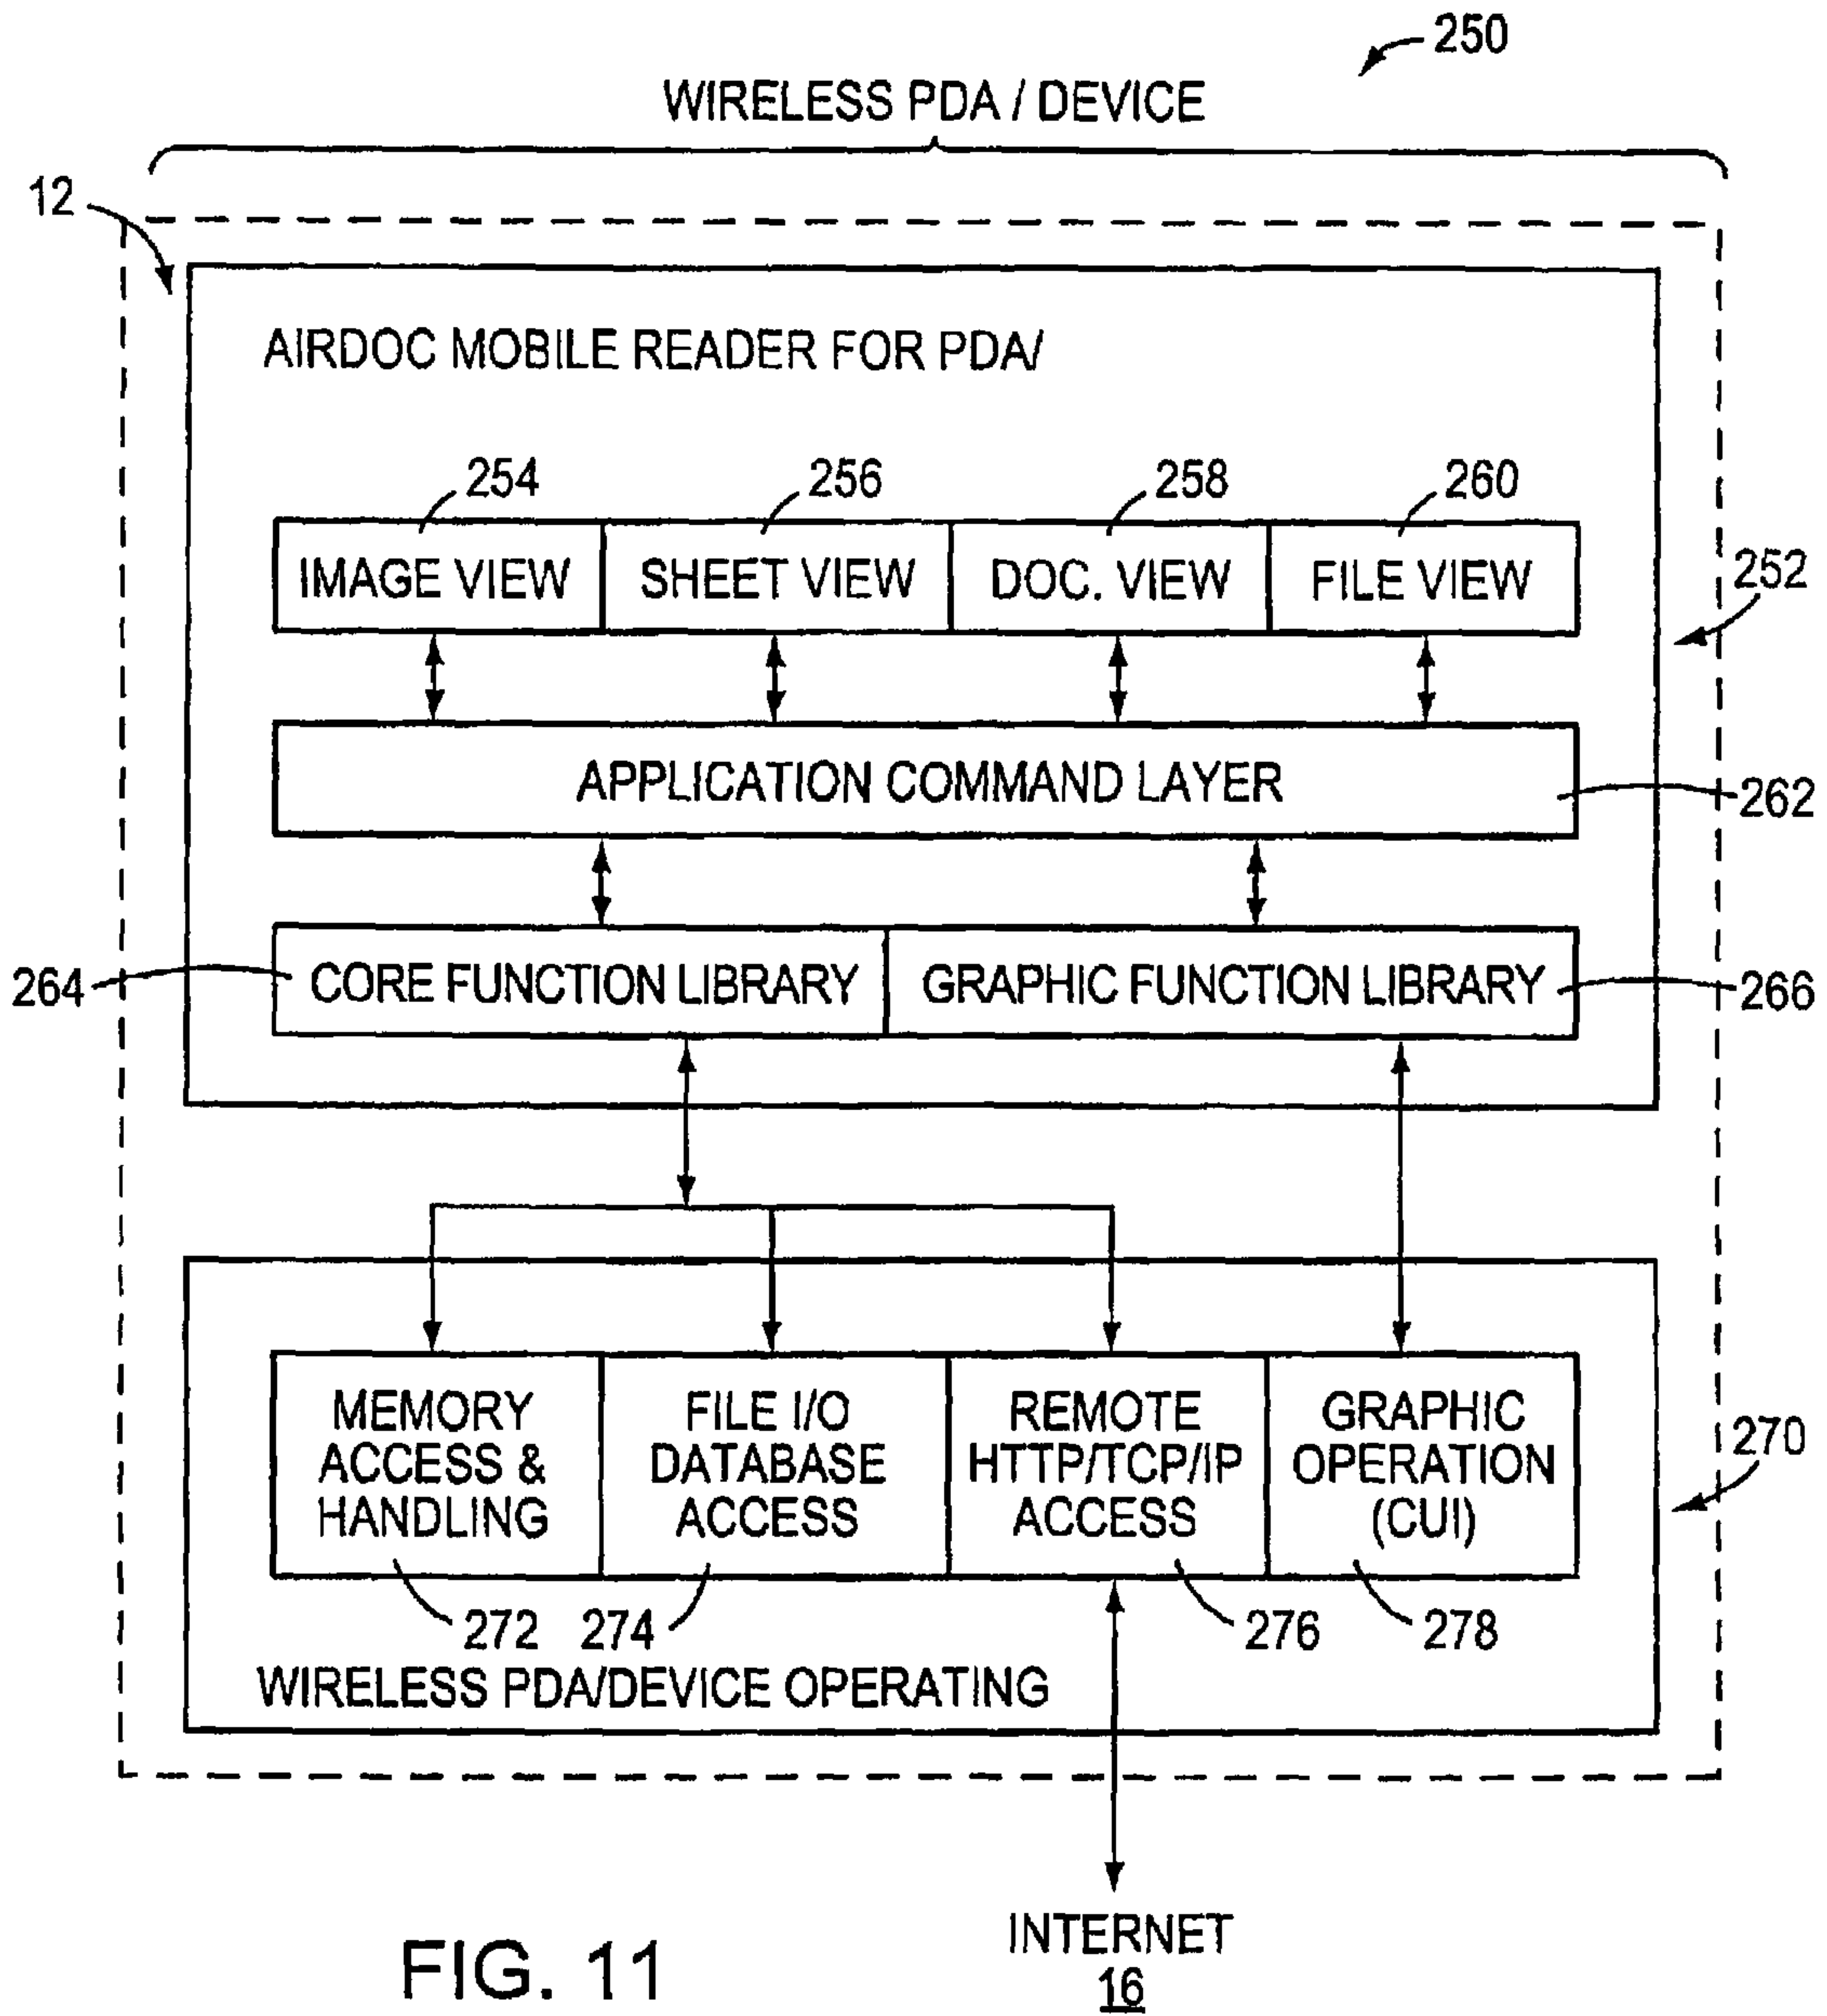 250
WIRELESS PDA / DEVICE
12
AIRDOC MOBILE READER FOR PDA/
254
256
258
260
IMAGE VIEW
SHEET VIEW
DOC. VIEW
FILE VIEW
252
APPLICATION COMMAND LAYER
262
264
CORE FUNCTION LIBRARY
GRAPHIC FUNCTION LIBRARY
266
MEMORY
ACCESS &
HANDLING
FILE I/O
DATABASE
ACCESS
REMOTE
HTTP/TCP/IP
ACCESS
GRAPHIC
OPERATION
(CUI)
270
272
274
276
278
WIRELESS PDA/DEVICE OPERATING
INTERNET
16
FIG. 11